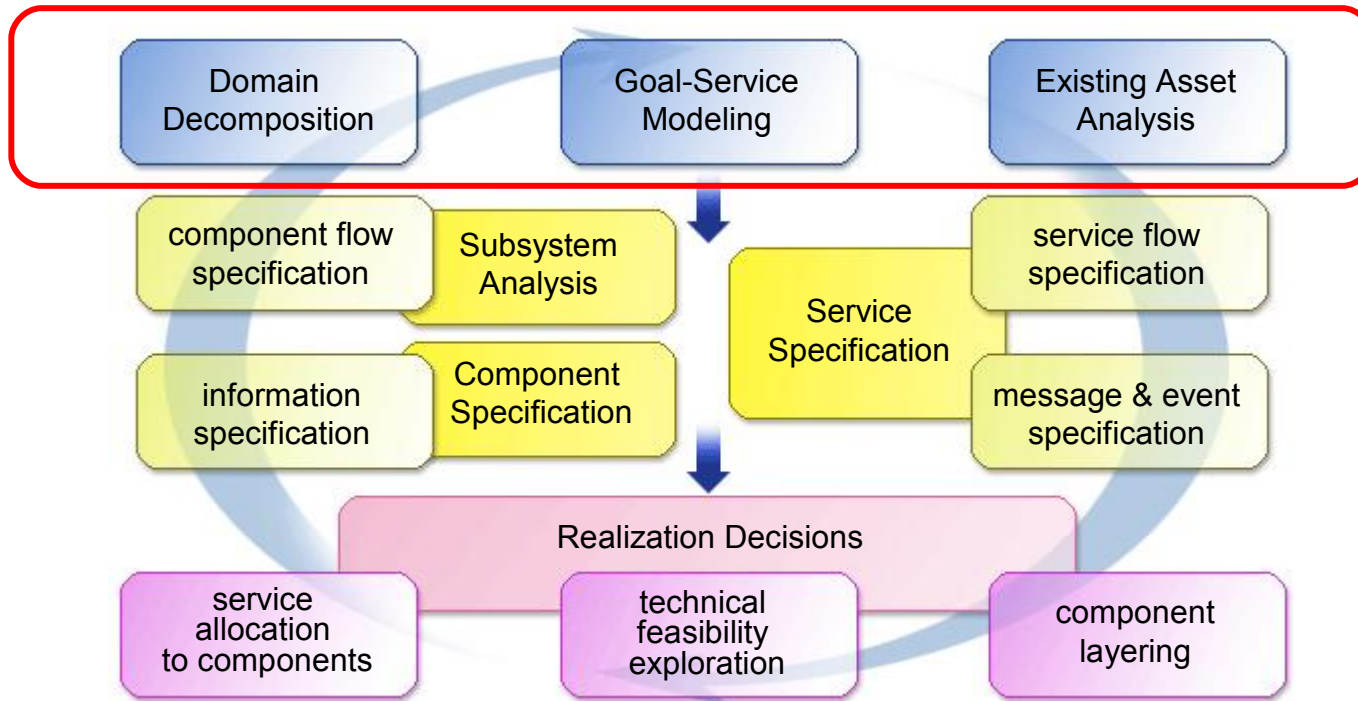 Domain
Decomposition
Goal-Service
Modeling
Existing Asset
Analysis
component flow
specification
Subsystem
Analysis
service flow
specification
Service
Specification
information
specification
Component
Specification
message & event
specification
Realization Decisions
service
allocation
to components
technical
feasibility
exploration
component
layering